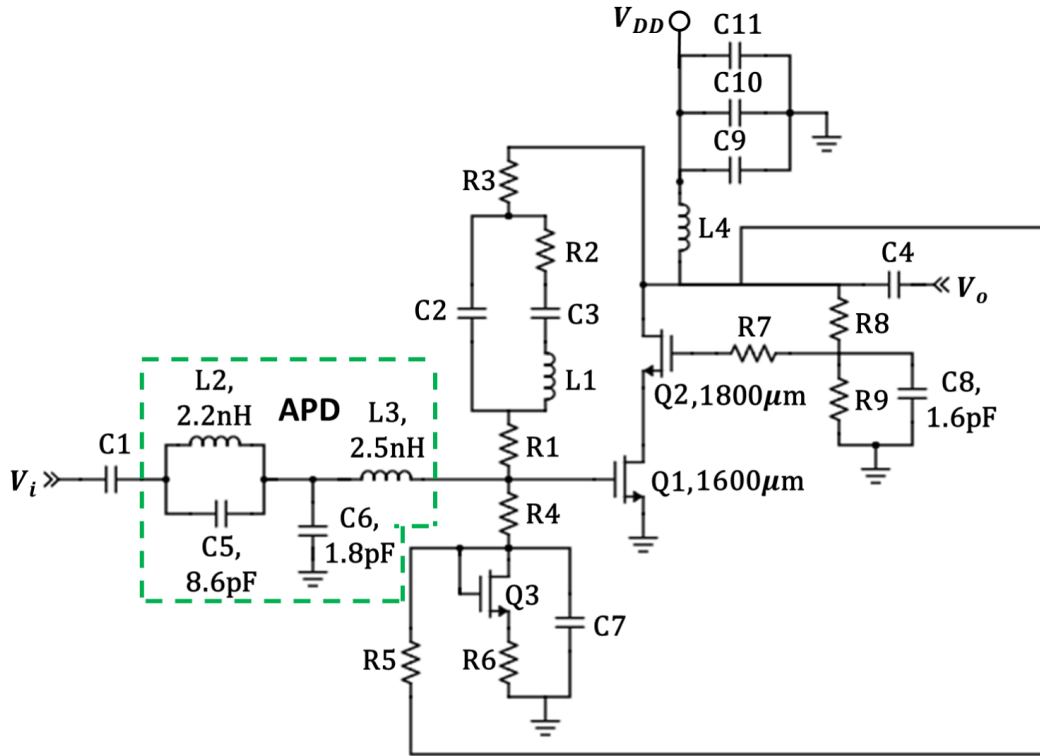 V_DD
C11
C10
C9
R3
L4
R2
C4
V_o
C2
C3
R7
R8
L1
Q2,1800μm
R9
C8,
1.6pF
L2,
2.2nH
APD
L3,
2.5nH
C1
R1
V_i
Q1,1600μm
R4
C5,
8.6pF
C6,
1.8pF
Q3
C7
R5
R6